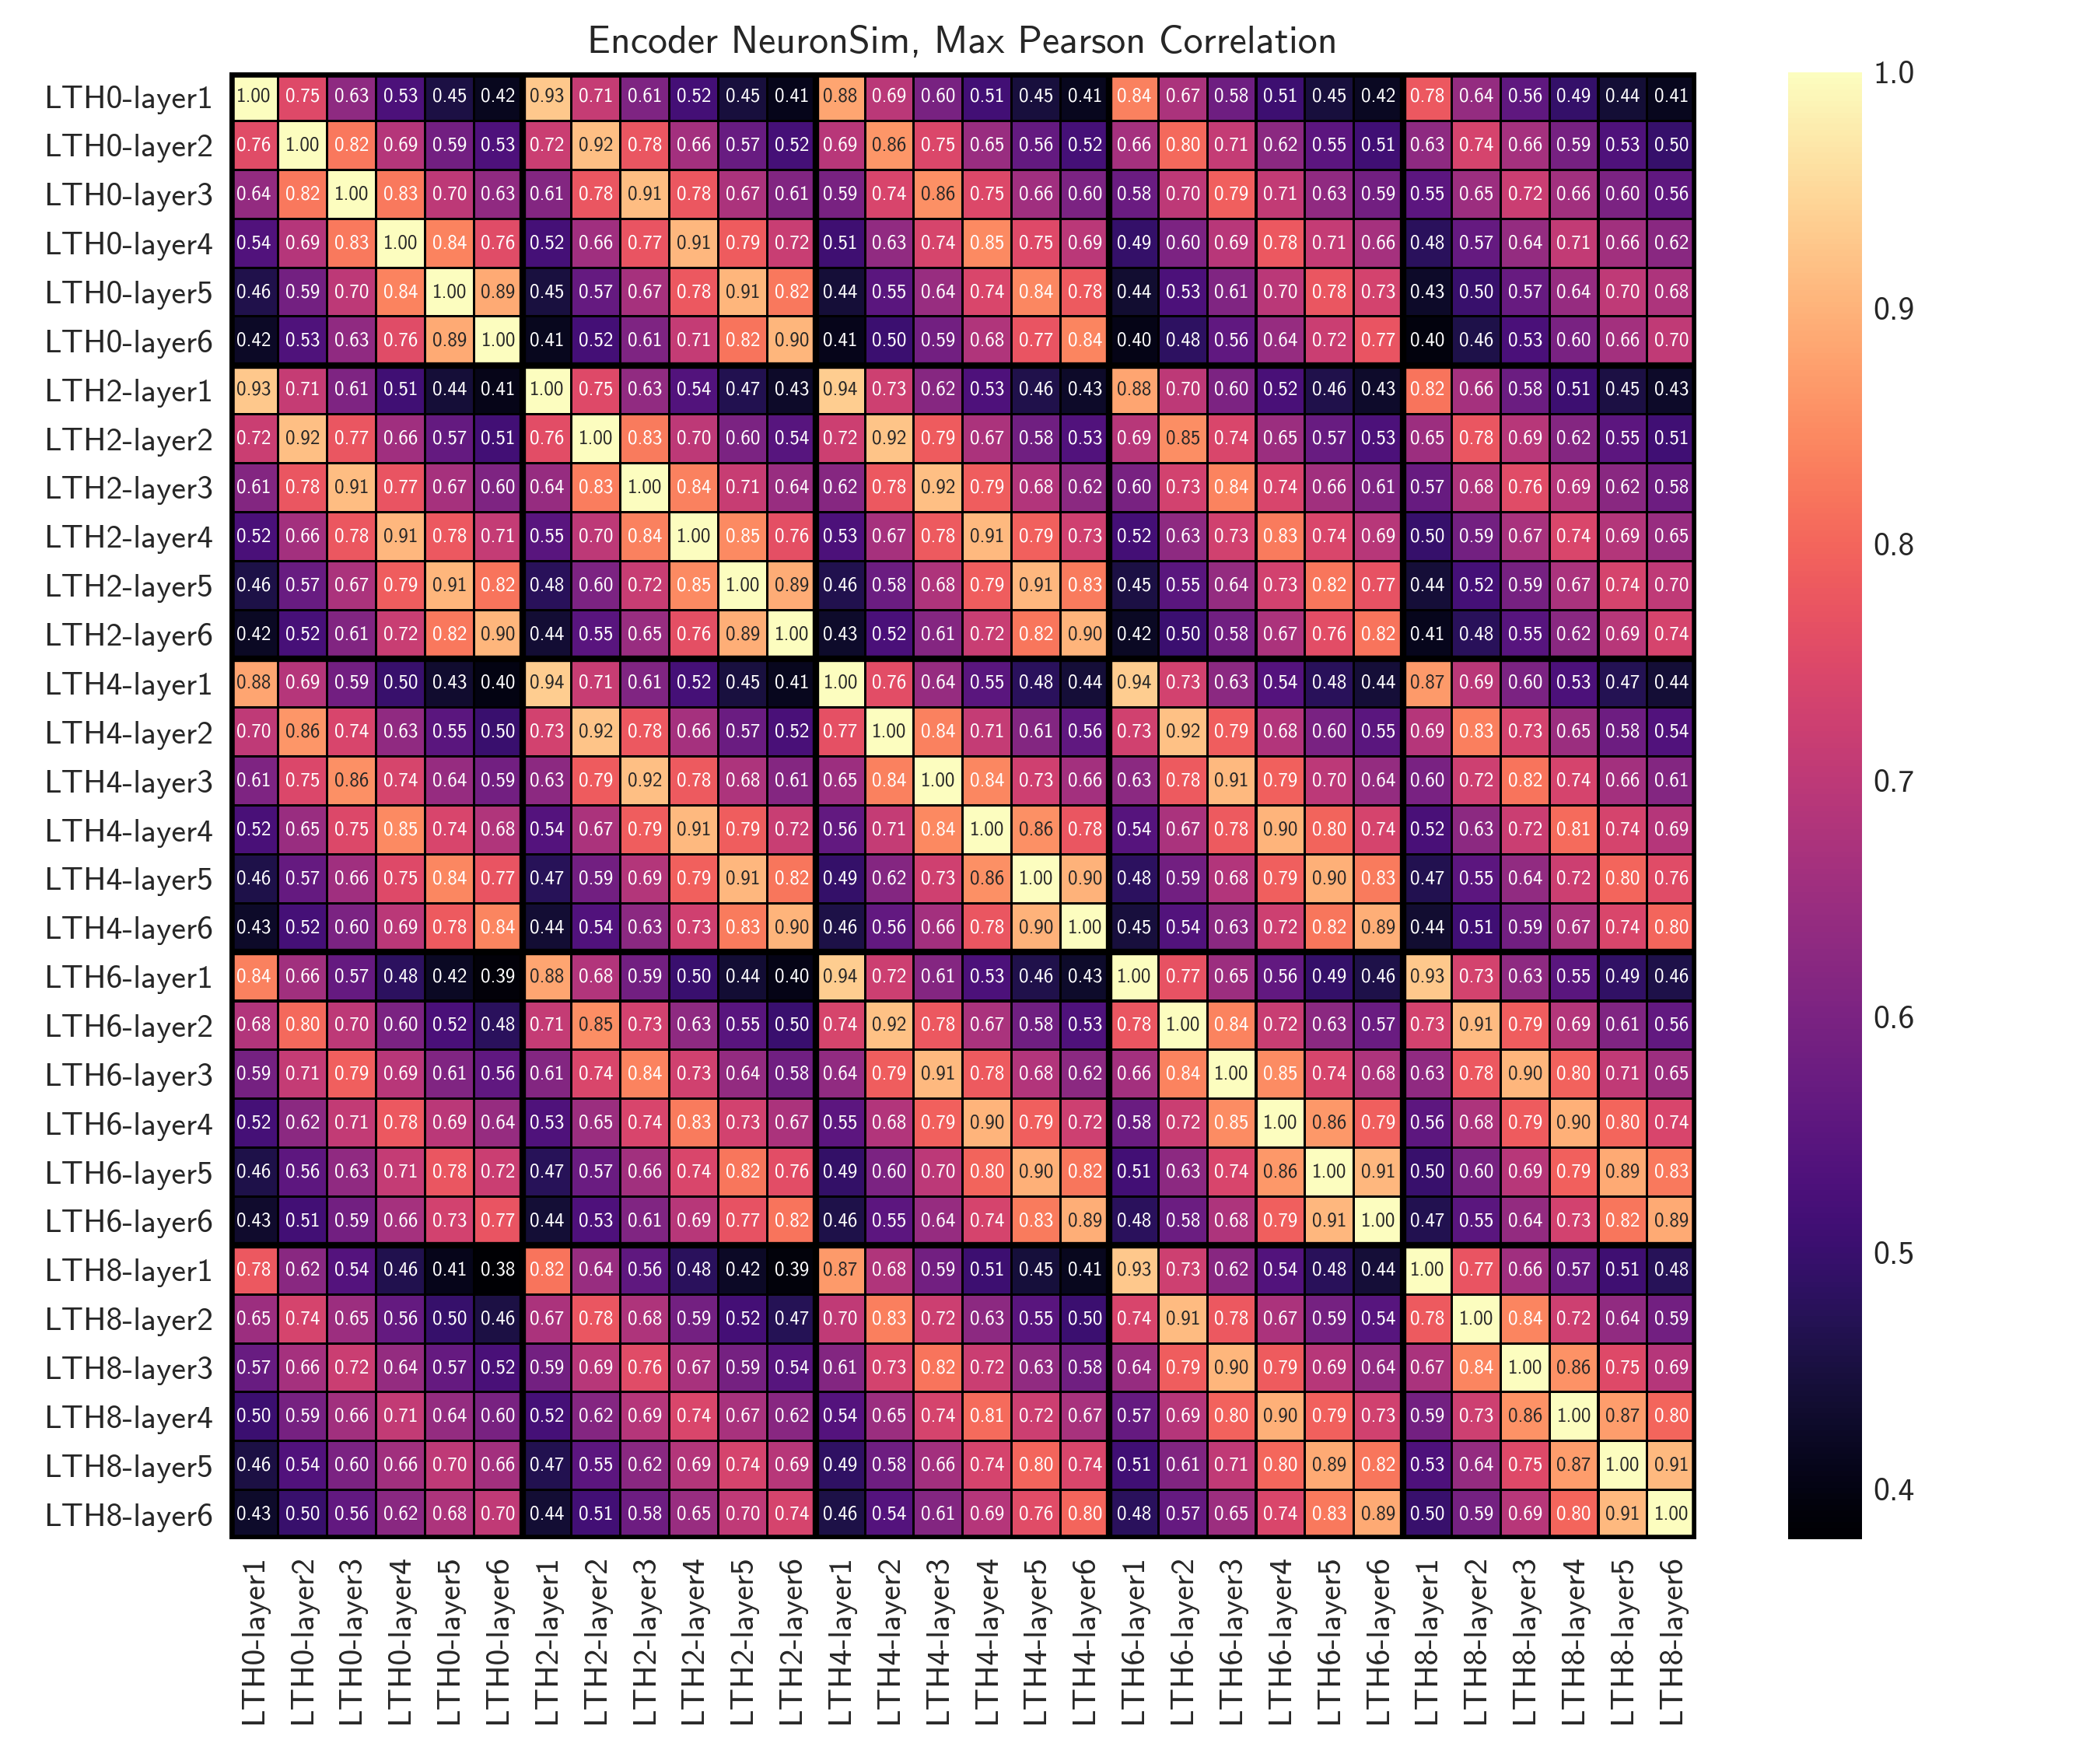 Encoder NeuronSim, Max Pearson Correlation
LTH0-layer1 1.00 0.75 0.63 0.53 0.45 0.42 0.93 0.71 0.61 0.52 0.45 0.41 0.88 0.69 0.60 0.51 0.45 0.41 0.84 0.67 0.58 0.51 0.45 0.42 0.78 0.64 0.56 0.49 0.44 0.41
LTH0-layer2 0.76 1.00 0.82 0.69 0.59 0.53 0.72 0.92 0.78 0.66 0.57 0.52 0.69 0.86 0.75 0.65 0.56 0.52 0.66 0.80 0.71 0.62 0.55 0.51 0.63 0.74 0.66 0.59 0.53 0.50
LTH0-layer3 0.64 0.82 1.00 0.83 0.70 0.63 0.61 0.78 0.91 0.78 0.67 0.61 0.59 0.74 0.86 0.75 0.66 0.60 0.58 0.70 0.79 0.71 0.63 0.59 0.55 0.65 0.72 0.66 0.60 0.56
LTH0-layer4 0.54 0.69 0.83 1.00 0.84 0.76 0.52 0.66 0.77 0.91 0.79 0.72 0.51 0.63 0.74 0.85 0.75 0.69 0.49 0.60 0.69 0.78 0.71 0.66 0.48 0.57 0.64 0.71 0.66 0.62
LTH0-layer5 0.46 0.59 0.70 0.84 1.00 0.89 0.45 0.57 0.67 0.78 0.91 0.82 0.44 0.55 0.64 0.74 0.84 0.78 0.44 0.53 0.61 0.70 0.78 0.73 0.43 0.50 0.57 0.64 0.70 0.68
LTH0-layer6 0.42 0.53 0.63 0.76 0.89 1.00 0.41 0.52 0.61 0.71 0.82 0.90 0.41 0.50 0.59 0.68 0.77 0.84 0.40 0.48 0.56 0.64 0.72 0.77 0.40 0.46 0.53 0.60 0.66 0.70
LTH2-layer1 0.93 0.71 0.61 0.51 0.44 0.41 1.00 0.75 0.63 0.54 0.47 0.43 0.94 0.73 0.62 0.53 0.46 0.43 0.88 0.70 0.60 0.52 0.46 0.43 0.82 0.66 0.58 0.51 0.45 0.43
LTH2-layer2 0.72 0.92 0.77 0.66 0.57 0.51 0.76 1.00 0.83 0.70 0.60 0.54 0.72 0.92 0.79 0.67 0.58 0.53 0.69 0.85 0.74 0.65 0.57 0.53 0.65 0.78 0.69 0.62 0.55 0.51
LTH2-layer3 0.61 0.78 0.91 0.77 0.67 0.60 0.64 0.83 1.00 0.84 0.71 0.64 0.62 0.78 0.92 0.79 0.68 0.62 0.60 0.73 0.84 0.74 0.66 0.61 0.57 0.68 0.76 0.69 0.62 0.58
LTH2-layer4 0.52 0.66 0.78 0.91 0.78 0.71 0.55 0.70 0.84 1.00 0.85 0.76 0.53 0.67 0.78 0.91 0.79 0.73 0.52 0.63 0.73 0.83 0.74 0.69 0.50 0.59 0.67 0.74 0.69 0.65
LTH2-layer5 0.46 0.57 0.67 0.79 0.91 0.82 0.48 0.60 0.72 0.85 1.00 0.89 0.46 0.58 0.68 0.79 0.91 0.83 0.45 0.55 0.64 0.73 0.82 0.77 0.44 0.52 0.59 0.67 0.74 0.70
LTH2-layer6 0.42 0.52 0.61 0.72 0.82 0.90 0.44 0.55 0.65 0.76 0.89 1.00 0.43 0.52 0.61 0.72 0.82 0.90 0.42 0.50 0.58 0.67 0.76 0.82 0.41 0.48 0.55 0.62 0.69 0.74
LTH4-layer1 0.88 0.69 0.59 0.50 0.43 0.40 0.94 0.71 0.61 0.52 0.45 0.41 1.00 0.76 0.64 0.55 0.48 0.44 0.94 0.73 0.63 0.54 0.48 0.44 0.87 0.69 0.60 0.53 0.47 0.44
LTH4-layer2 0.70 0.86 0.74 0.63 0.55 0.50 0.73 0.92 0.78 0.66 0.57 0.52 0.77 1.00 0.84 0.71 0.61 0.56 0.73 0.92 0.79 0.68 0.60 0.55 0.69 0.83 0.73 0.65 0.58 0.54
LTH4-layer3 0.61 0.75 0.86 0.74 0.64 0.59 0.63 0.79 0.92 0.78 0.68 0.61 0.65 0.84 1.00 0.84 0.73 0.66 0.63 0.78 0.91 0.79 0.70 0.64 0.60 0.72 0.82 0.74 0.66 0.61
LTH4-layer4 0.52 0.65 0.75 0.85 0.74 0.68 0.54 0.67 0.79 0.91 0.79 0.72 0.56 0.71 0.84 1.00 0.86 0.78 0.54 0.67 0.78 0.90 0.80 0.74 0.52 0.63 0.72 0.81 0.74 0.69
LTH4-layer5 0.46 0.57 0.66 0.75 0.84 0.77 0.47 0.59 0.69 0.79 0.91 0.82 0.49 0.62 0.73 0.86 1.00 0.90 0.48 0.59 0.68 0.79 0.90 0.83 0.47 0.55 0.64 0.72 0.80 0.76
LTH4-layer6 0.43 0.52 0.60 0.69 0.78 0.84 0.44 0.54 0.63 0.73 0.83 0.90 0.46 0.56 0.66 0.78 0.90 1.00 0.45 0.54 0.63 0.72 0.82 0.89 0.44 0.51 0.59 0.67 0.74 0.80
LTH6-layer1 0.84 0.66 0.57 0.48 0.42 0.39 0.88 0.68 0.59 0.50 0.44 0.40 0.94 0.72 0.61 0.53 0.46 0.43 1.00 0.77 0.65 0.56 0.49 0.46 0.93 0.73 0.63 0.55 0.49 0.46
LTH6-layer2 0.68 0.80 0.70 0.60 0.52 0.48 0.71 0.85 0.73 0.63 0.55 0.50 0.74 0.92 0.78 0.67 0.58 0.53 0.78 1.00 0.84 0.72 0.63 0.57 0.73 0.91 0.79 0.69 0.61 0.56
LTH6-layer3 0.59 0.71 0.79 0.69 0.61 0.56 0.61 0.74 0.84 0.73 0.64 0.58 0.64 0.79 0.91 0.78 0.68 0.62 0.66 0.84 1.00 0.85 0.74 0.68 0.63 0.78 0.90 0.80 0.71 0.65
LTH6-layer4 0.52 0.62 0.71 0.78 0.69 0.64 0.53 0.65 0.74 0.83 0.73 0.67 0.55 0.68 0.79 0.90 0.79 0.72 0.58 0.72 0.85 1.00 0.86 0.79 0.56 0.68 0.79 0.90 0.80 0.74
LTH6-layer5 0.46 0.56 0.63 0.71 0.78 0.72 0.47 0.57 0.66 0.74 0.82 0.76 0.49 0.60 0.70 0.80 0.90 0.82 0.51 0.63 0.74 0.86 1.00 0.91 0.50 0.60 0.69 0.79 0.89 0.83
LTH6-layer6 0.43 0.51 0.59 0.66 0.73 0.77 0.44 0.53 0.61 0.69 0.77 0.82 0.46 0.55 0.64 0.74 0.83 0.89 0.48 0.58 0.68 0.79 0.91 1.00 0.47 0.55 0.64 0.73 0.82 0.89
LTH8-layer1 0.78 0.62 0.54 0.46 0.41 0.38 0.82 0.64 0.56 0.48 0.42 0.39 0.87 0.68 0.59 0.51 0.45 0.41 0.93 0.73 0.62 0.54 0.48 0.44 1.00 0.77 0.66 0.57 0.51 0.48
LTH8-layer2 0.65 0.74 0.65 0.56 0.50 0.46 0.67 0.78 0.68 0.59 0.52 0.47 0.70 0.83 0.72 0.63 0.55 0.50 0.74 0.91 0.78 0.67 0.59 0.54 0.78 1.00 0.84 0.72 0.64 0.59
LTH8-layer3 0.57 0.66 0.72 0.64 0.57 0.52 0.59 0.69 0.76 0.67 0.59 0.54 0.61 0.73 0.82 0.72 0.63 0.58 0.64 0.79 0.90 0.79 0.69 0.64 0.67 0.84 1.00 0.86 0.75 0.69
LTH8-layer4 0.50 0.59 0.66 0.71 0.64 0.60 0.52 0.62 0.69 0.74 0.67 0.62 0.54 0.65 0.74 0.81 0.72 0.67 0.57 0.69 0.80 0.90 0.79 0.73 0.59 0.73 0.86 1.00 0.87 0.80
LTH8-layer5 0.46 0.54 0.60 0.66 0.70 0.66 0.47 0.55 0.62 0.69 0.74 0.69 0.49 0.58 0.66 0.74 0.80 0.74 0.51 0.61 0.71 0.80 0.89 0.82 0.53 0.64 0.75 0.87 1.00 0.91
LTH8-layer6 0.43 0.50 0.56 0.62 0.68 0.70 0.44 0.51 0.58 0.65 0.70 0.74 0.46 0.54 0.61 0.69 0.76 0.80 0.48 0.57 0.65 0.74 0.83 0.89 0.50 0.59 0.69 0.80 0.91 1.00
LTH0-layer1
LTH0-layer2
LTH0-layer3
LTH0-layer4
LTH0-layer5
LTH0-layer6
LTH2-layer1
LTH2-layer2
LTH2-layer3
LTH2-layer4
LTH2-layer5
LTH2-layer6
LTH4-layer1
LTH4-layer2
LTH4-layer3
LTH4-layer4
LTH4-layer5
LTH4-layer6
LTH6-layer1
LTH6-layer2
LTH6-layer3
LTH6-layer4
LTH6-layer5
LTH6-layer6
LTH8-layer1
LTH8-layer2
LTH8-layer3
LTH8-layer4
LTH8-layer5
LTH8-layer6
1.0
0.9
0.8
0.7
0.6
0.5
0.4